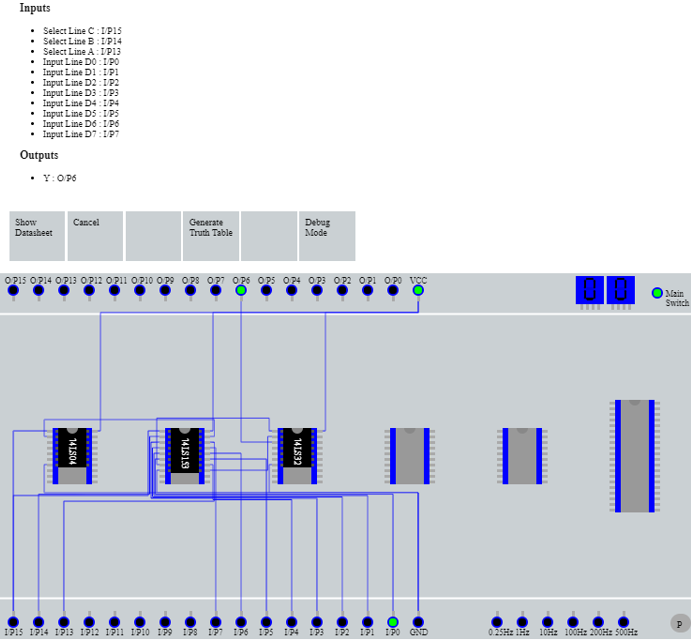 Inputs
Select Line C : I/P15
Select Line B : I/P14
Select Line A : I/P13
Input Line D0 : I/P0
Input Line D1 : I/P1
Input Line D2 : I/P2
Input Line D3 : I/P3
Input Line D4 : I/P4
Input Line D5 : I/P5
Input Line D6 : I/P6
Input Line D7 : I/P7
Outputs
Y : O/P6
Show
Datasheet
Cancel
Generate
Truth Table
Debug
Mode
O/P15 O/P14 O/P13 O/P12 O/P11 O/P10 O/P9 O/P8 O/P7 O/P6 O/P5 O/P4 O/P3 O/P2 O/P1 O/P0 VCC
0 0
Main
Switch
74LS04
74LS153
74LS32
I/P15 I/P14 I/P13 I/P12 I/P11 I/P10 I/P9 I/P8 I/P7 I/P6 I/P5 I/P4 I/P3 I/P2 I/P1 I/P0 GND
0.25Hz 1Hz 10Hz 100Hz 200Hz 500Hz
P